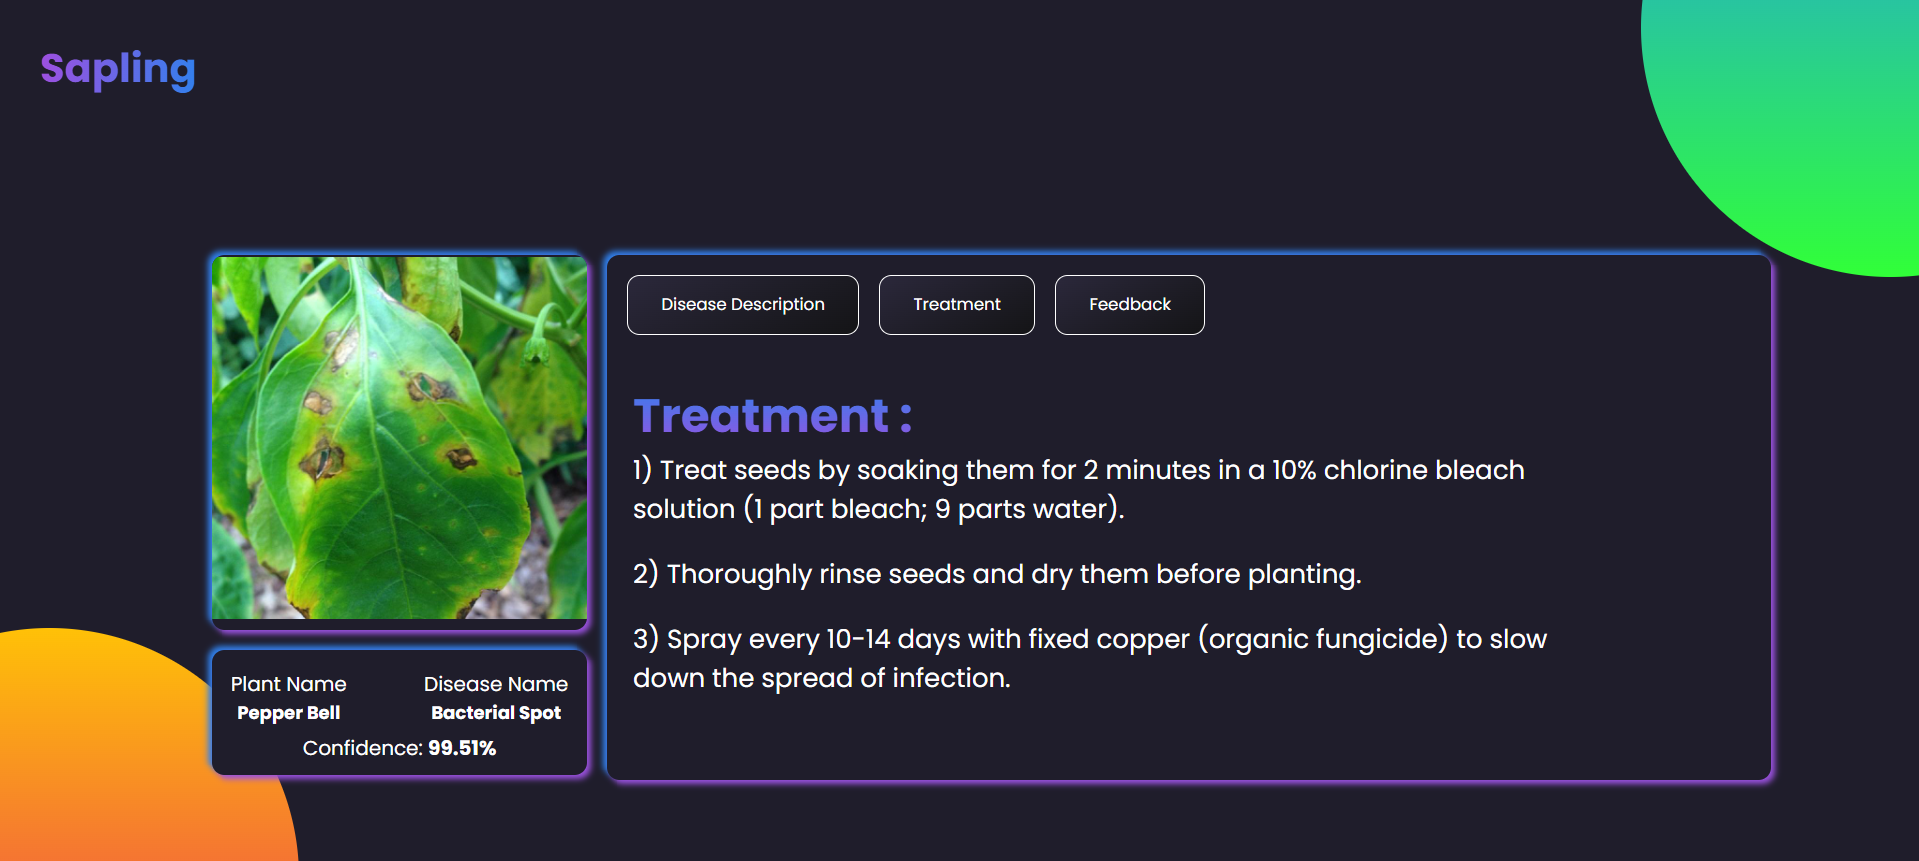 Sapling
Disease Description
Treatment
Feedback
Treatment :
1) Treat seeds by soaking them for 2 minutes in a 10% chlorine bleach
solution (1 part bleach; 9 parts water).
2) Thoroughly rinse seeds and dry them before planting.
3) Spray every 10-14 days with fixed copper (organic fungicide) to slow
down the spread of infection.
Plant Name
Pepper Bell
Disease Name
Bacterial Spot
Confidence: 99.51%